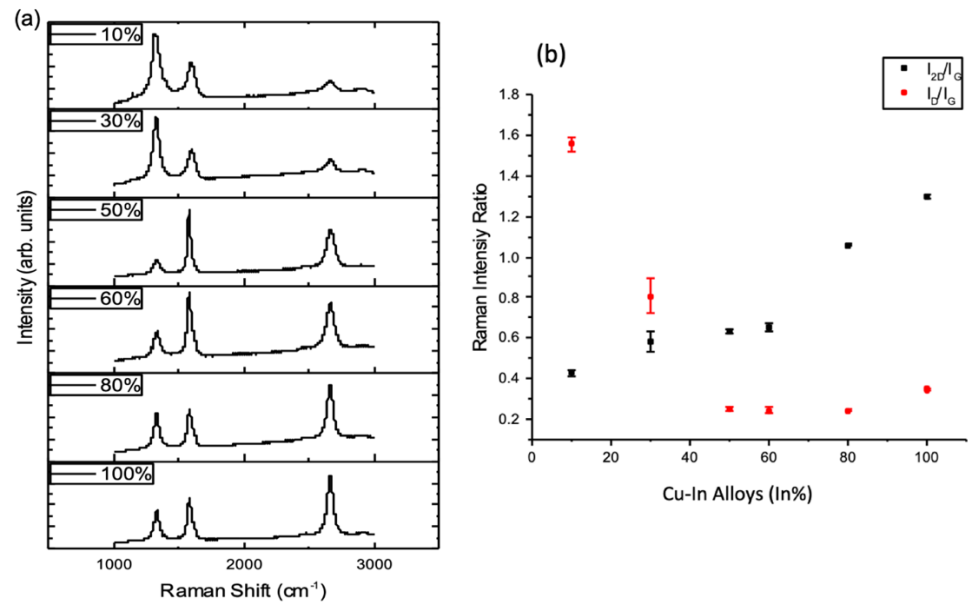 (a)
10%
30%
50%
60%
80%
100%
Intensity (arb. units)
1000 2000 3000
Raman Shift (cm⁻¹)
(b)
I2D/IG
ID/IG
1.8
1.6
1.4
1.3
1.0
0.8
0.6
0.4
0.2
Raman Intensiy Ratio
0 20 40 60 80 100
Cu-In Alloys (In%)